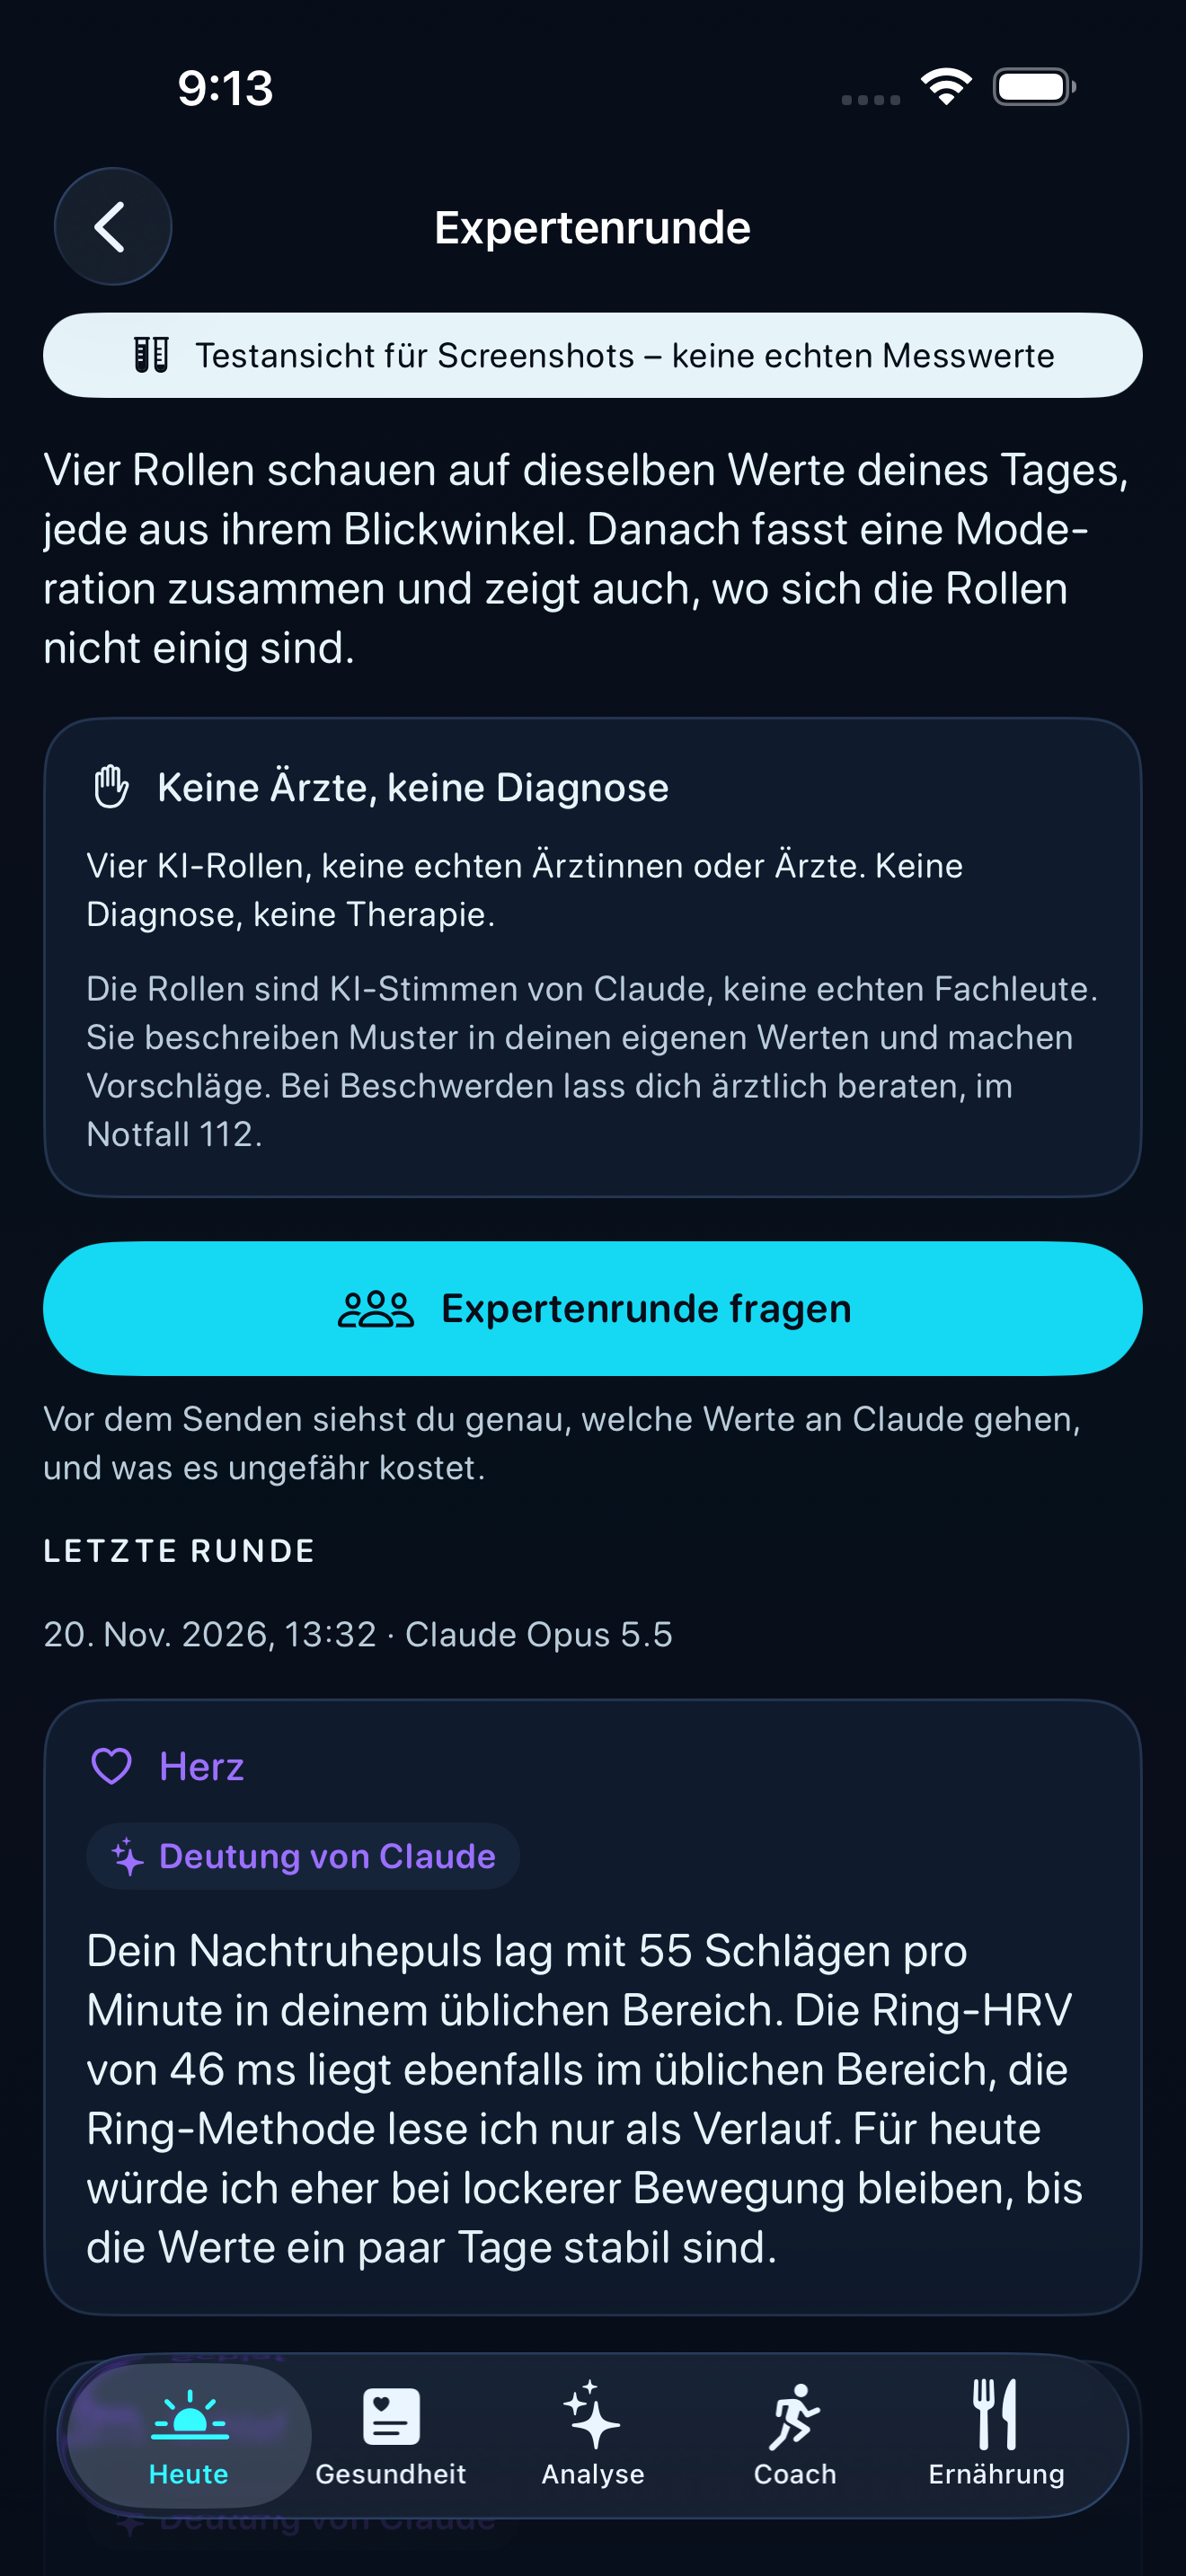 9:13
Expertenrunde
Testansicht für Screenshots – keine echten Messwerte
Vier Rollen schauen auf dieselben Werte deines Tages,
jede aus ihrem Blickwinkel. Danach fasst eine Mode-
ration zusammen und zeigt auch, wo sich die Rollen
nicht einig sind.
Keine Ärzte, keine Diagnose
Vier KI-Rollen, keine echten Ärztinnen oder Ärzte. Keine
Diagnose, keine Therapie.
Die Rollen sind KI-Stimmen von Claude, keine echten Fachleute.
Sie beschreiben Muster in deinen eigenen Werten und machen
Vorschläge. Bei Beschwerden lass dich ärztlich beraten, im
Notfall 112.
Expertenrunde fragen
Vor dem Senden siehst du genau, welche Werte an Claude gehen,
und was es ungefähr kostet.
LETZTE RUNDE
20. Nov. 2026, 13:32 · Claude Opus 5.5
Herz
Deutung von Claude
Dein Nachtruhepuls lag mit 55 Schlägen pro
Minute in deinem üblichen Bereich. Die Ring-HRV
von 46 ms liegt ebenfalls im üblichen Bereich, die
Ring-Methode lese ich nur als Verlauf. Für heute
würde ich eher bei lockerer Bewegung bleiben, bis
die Werte ein paar Tage stabil sind.
Heute
Gesundheit
Analyse
Coach
Ernährung
Deutung von Claude